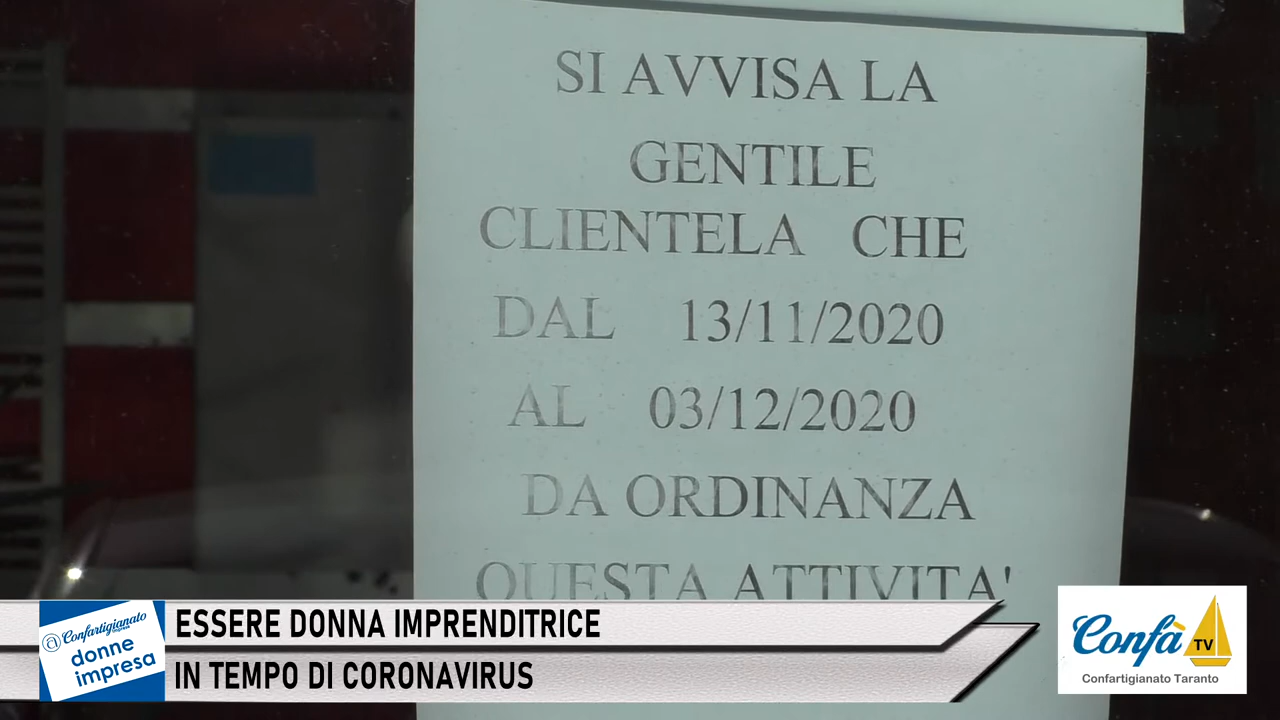 SI AVVISA LA
GENTILE
CLIENTELA CHE
DAL 13/11/2020
AL 03/12/2020
DA ORDINANZA
QUESTA ATTIVITA'
Confartigianato
imprese
donne
impresa
ESSERE DONNA IMPRENDITRICE
IN TEMPO DI CORONAVIRUS
Confà TV
Confartigianato Taranto